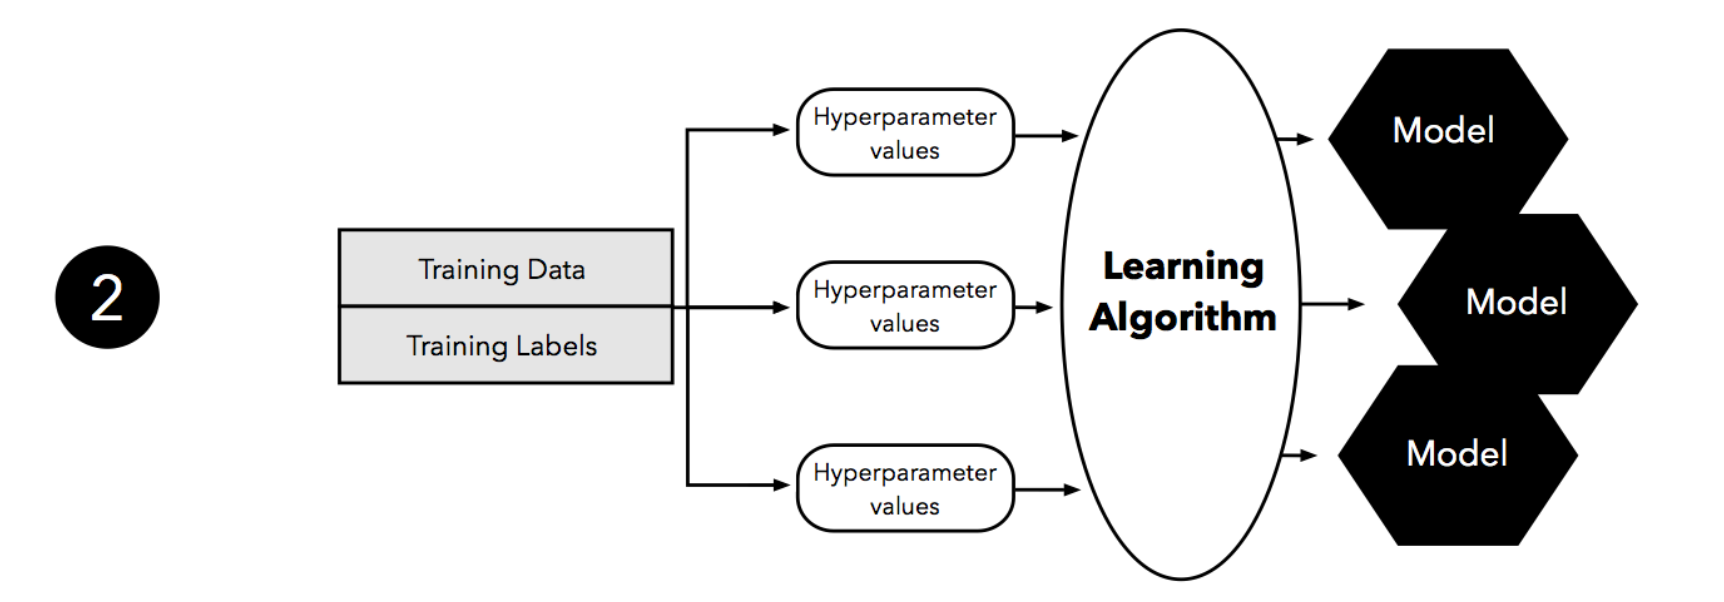 2
Training Data
Training Labels
Hyperparameter
values
Hyperparameter
values
Hyperparameter
values
Learning
Algorithm
Model
Model
Model